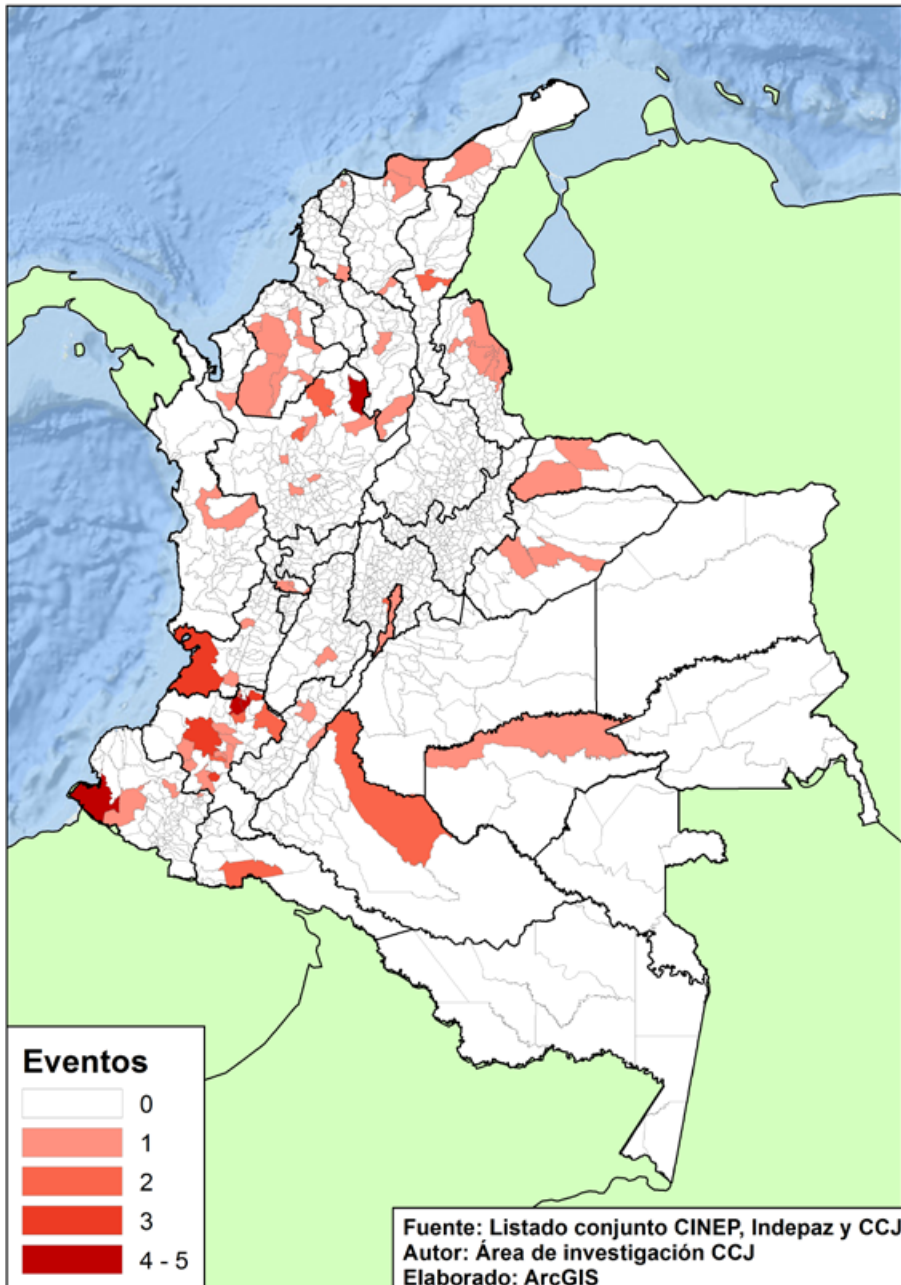 Eventos
0
1
2
3
4 - 5
Fuente: Listado conjunto CINEP, Indepaz y CCJ
Autor: Área de investigación CCJ
Elaborado: ArcGIS